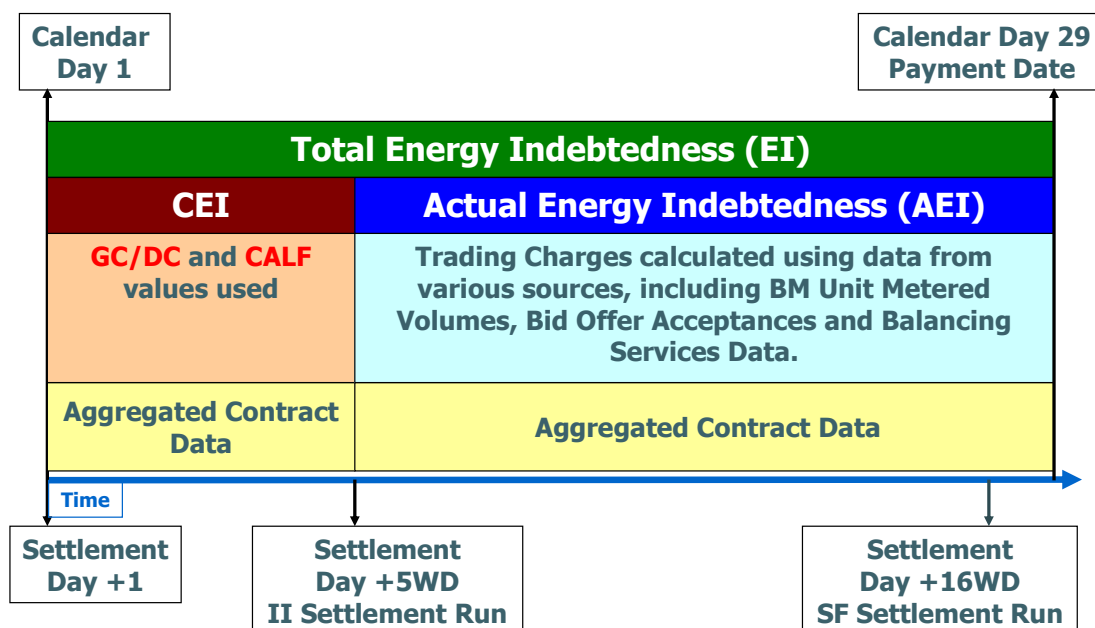 Calendar
Day 1
Calendar Day 29
Payment Date
Total Energy Indebtedness (EI)
CEI
Actual Energy Indebtedness (AEI)
GC/DC and CALF
values used
Trading Charges calculated using data from
various sources, including BM Unit Metered
Volumes, Bid Offer Acceptances and Balancing
Services Data.
Aggregated Contract
Data
Aggregated Contract Data
Time
Settlement
Day +1
Settlement
Day +5WD
II Settlement Run
Settlement
Day +16WD
SF Settlement Run